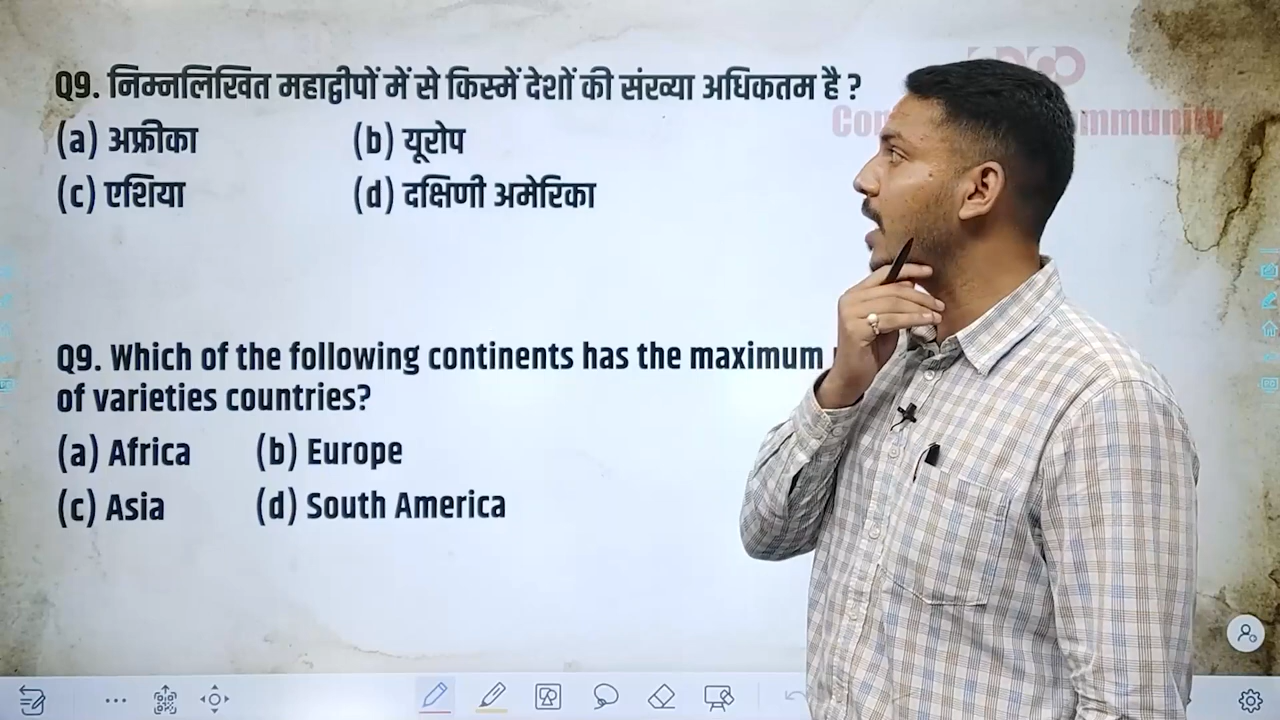 Q9. निम्नलिखित महाद्वीपों में से किस्में देशों की संख्या अधिकतम है ?
(a) अफ्रीका (b) यूरोप
(c) एशिया (d) दक्षिणी अमेरिका
Q9. Which of the following continents has the maximum
of varieties countries?
(a) Africa (b) Europe
(c) Asia (d) South America